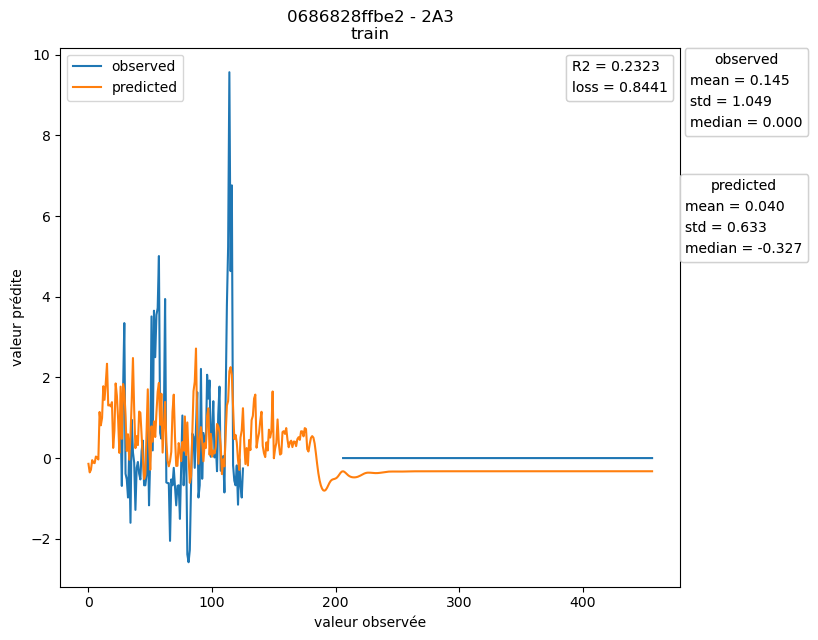 0686828ffbe2 - 2A3
train
observed
predicted
R2 = 0.2323
loss = 0.8441
observed
mean = 0.145
std = 1.049
median = 0.000
predicted
mean = 0.040
std = 0.633
median = -0.327
valeur prédite
10
8
6
4
2
0
−2
0
100
200
300
400
valeur observée